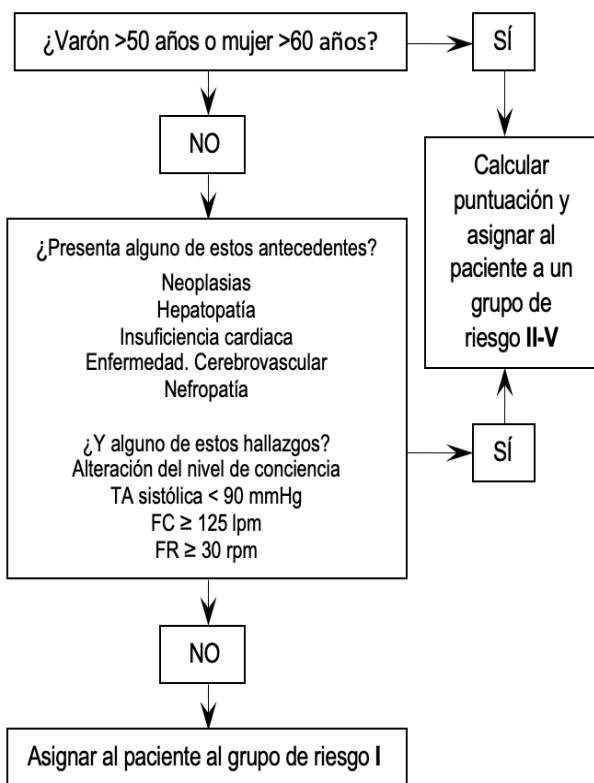 ¿Varón >50 años o mujer >60 años?
SÍ
NO
Calcular
puntuación y
asignar al
paciente a un
grupo de
riesgo II-V
¿Presenta alguno de estos antecedentes?
Neoplasias
Hepatopatía
Insuficiencia cardiaca
Enfermedad. Cerebrovascular
Nefropatía
¿Y alguno de estos hallazgos?
Alteración del nivel de conciencia
TA sistólica < 90 mmHg
FC ≥ 125 lpm
FR ≥ 30 rpm
SÍ
NO
Asignar al paciente al grupo de riesgo I